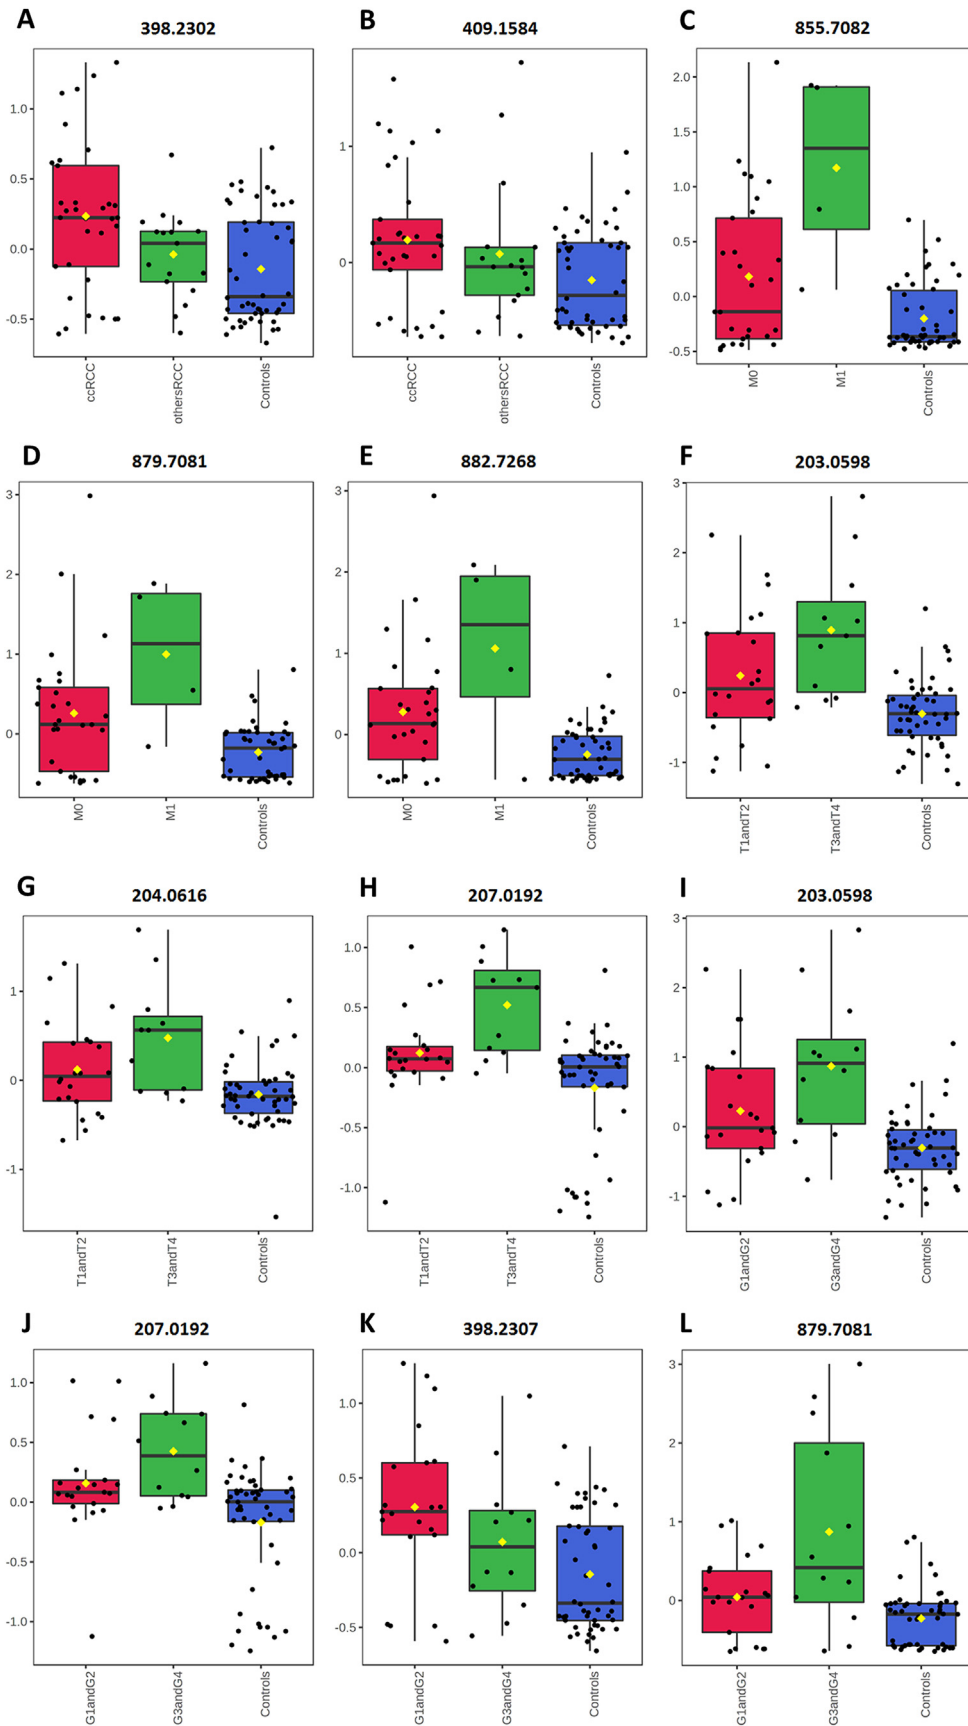 A
398.2302
1.0
0.5
0.0
-0.5
ccRCC
othersRCC
Controls
B
409.1584
1
0
ccRCC
othersRCC
Controls
C
855.7082
2.0
1.5
1.0
0.5
0.0
-0.5
M0
M1
Controls
D
879.7081
3
2
1
0
M0
M1
Controls
E
882.7268
3
2
1
0
M0
M1
Controls
F
203.0598
3
2
1
0
-1
T1andT2
T3andT4
Controls
G
204.0616
1
0
-1
T1andT2
T3andT4
Controls
H
207.0192
1.0
0.5
0.0
-0.5
-1.0
T1andT2
T3andT4
Controls
I
203.0598
3
2
1
0
-1
G1andG2
G3andG4
Controls
J
207.0192
1.0
0.5
0.0
-0.5
-1.0
G1andG2
G3andG4
Controls
K
398.2307
1.0
0.5
0.0
-0.5
G1andG2
G3andG4
Controls
L
879.7081
3
2
1
0
G1andG2
G3andG4
Controls